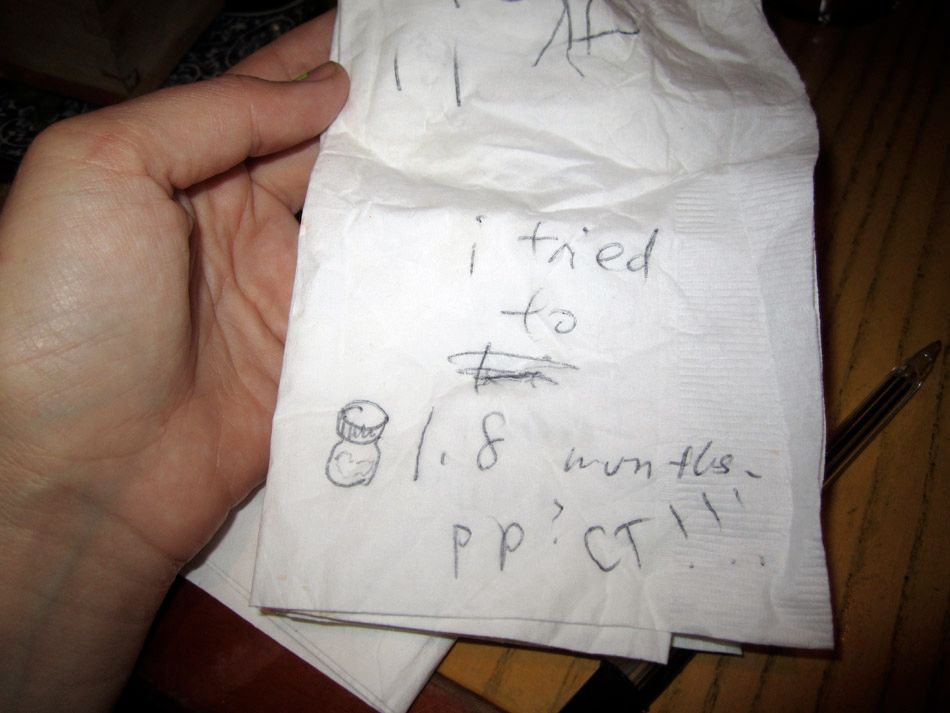 i tried
to
1.8 months.
pp? CT!!!